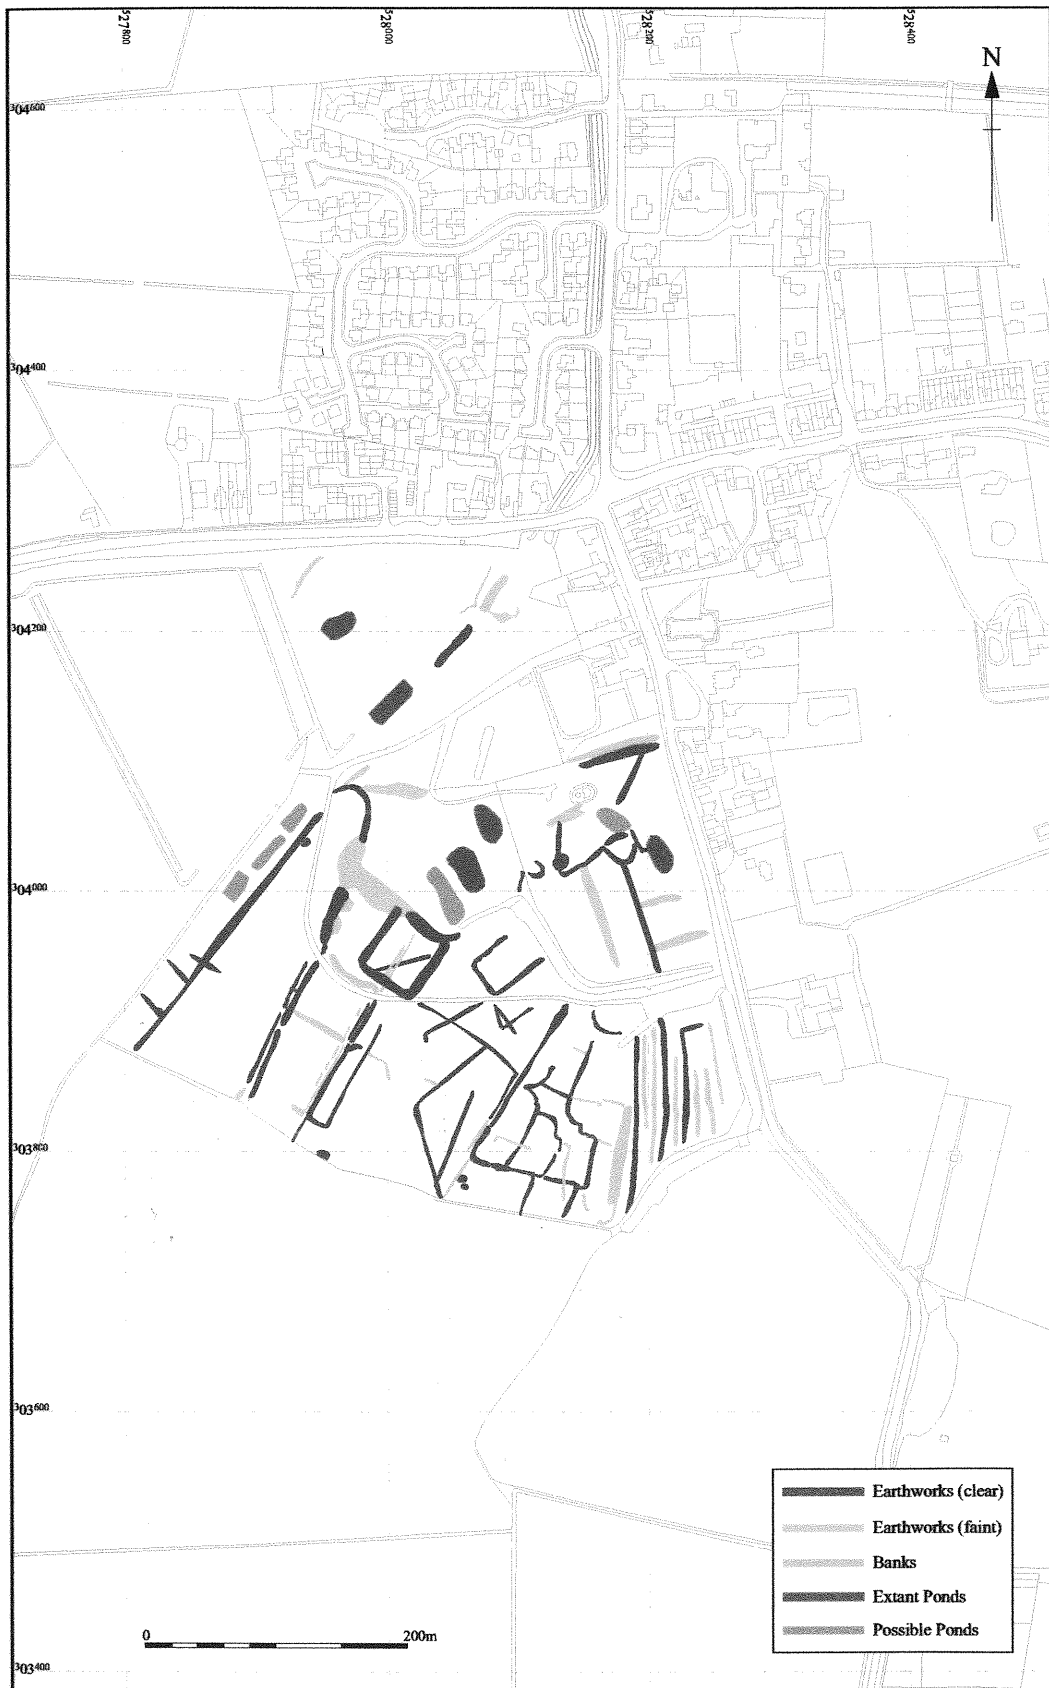 527800
528000
528200
528400
N
304600
304400
304200
304000
303800
303600
303400
Earthworks (clear)
Earthworks (faint)
Banks
Extant Ponds
Possible Ponds
0 200m